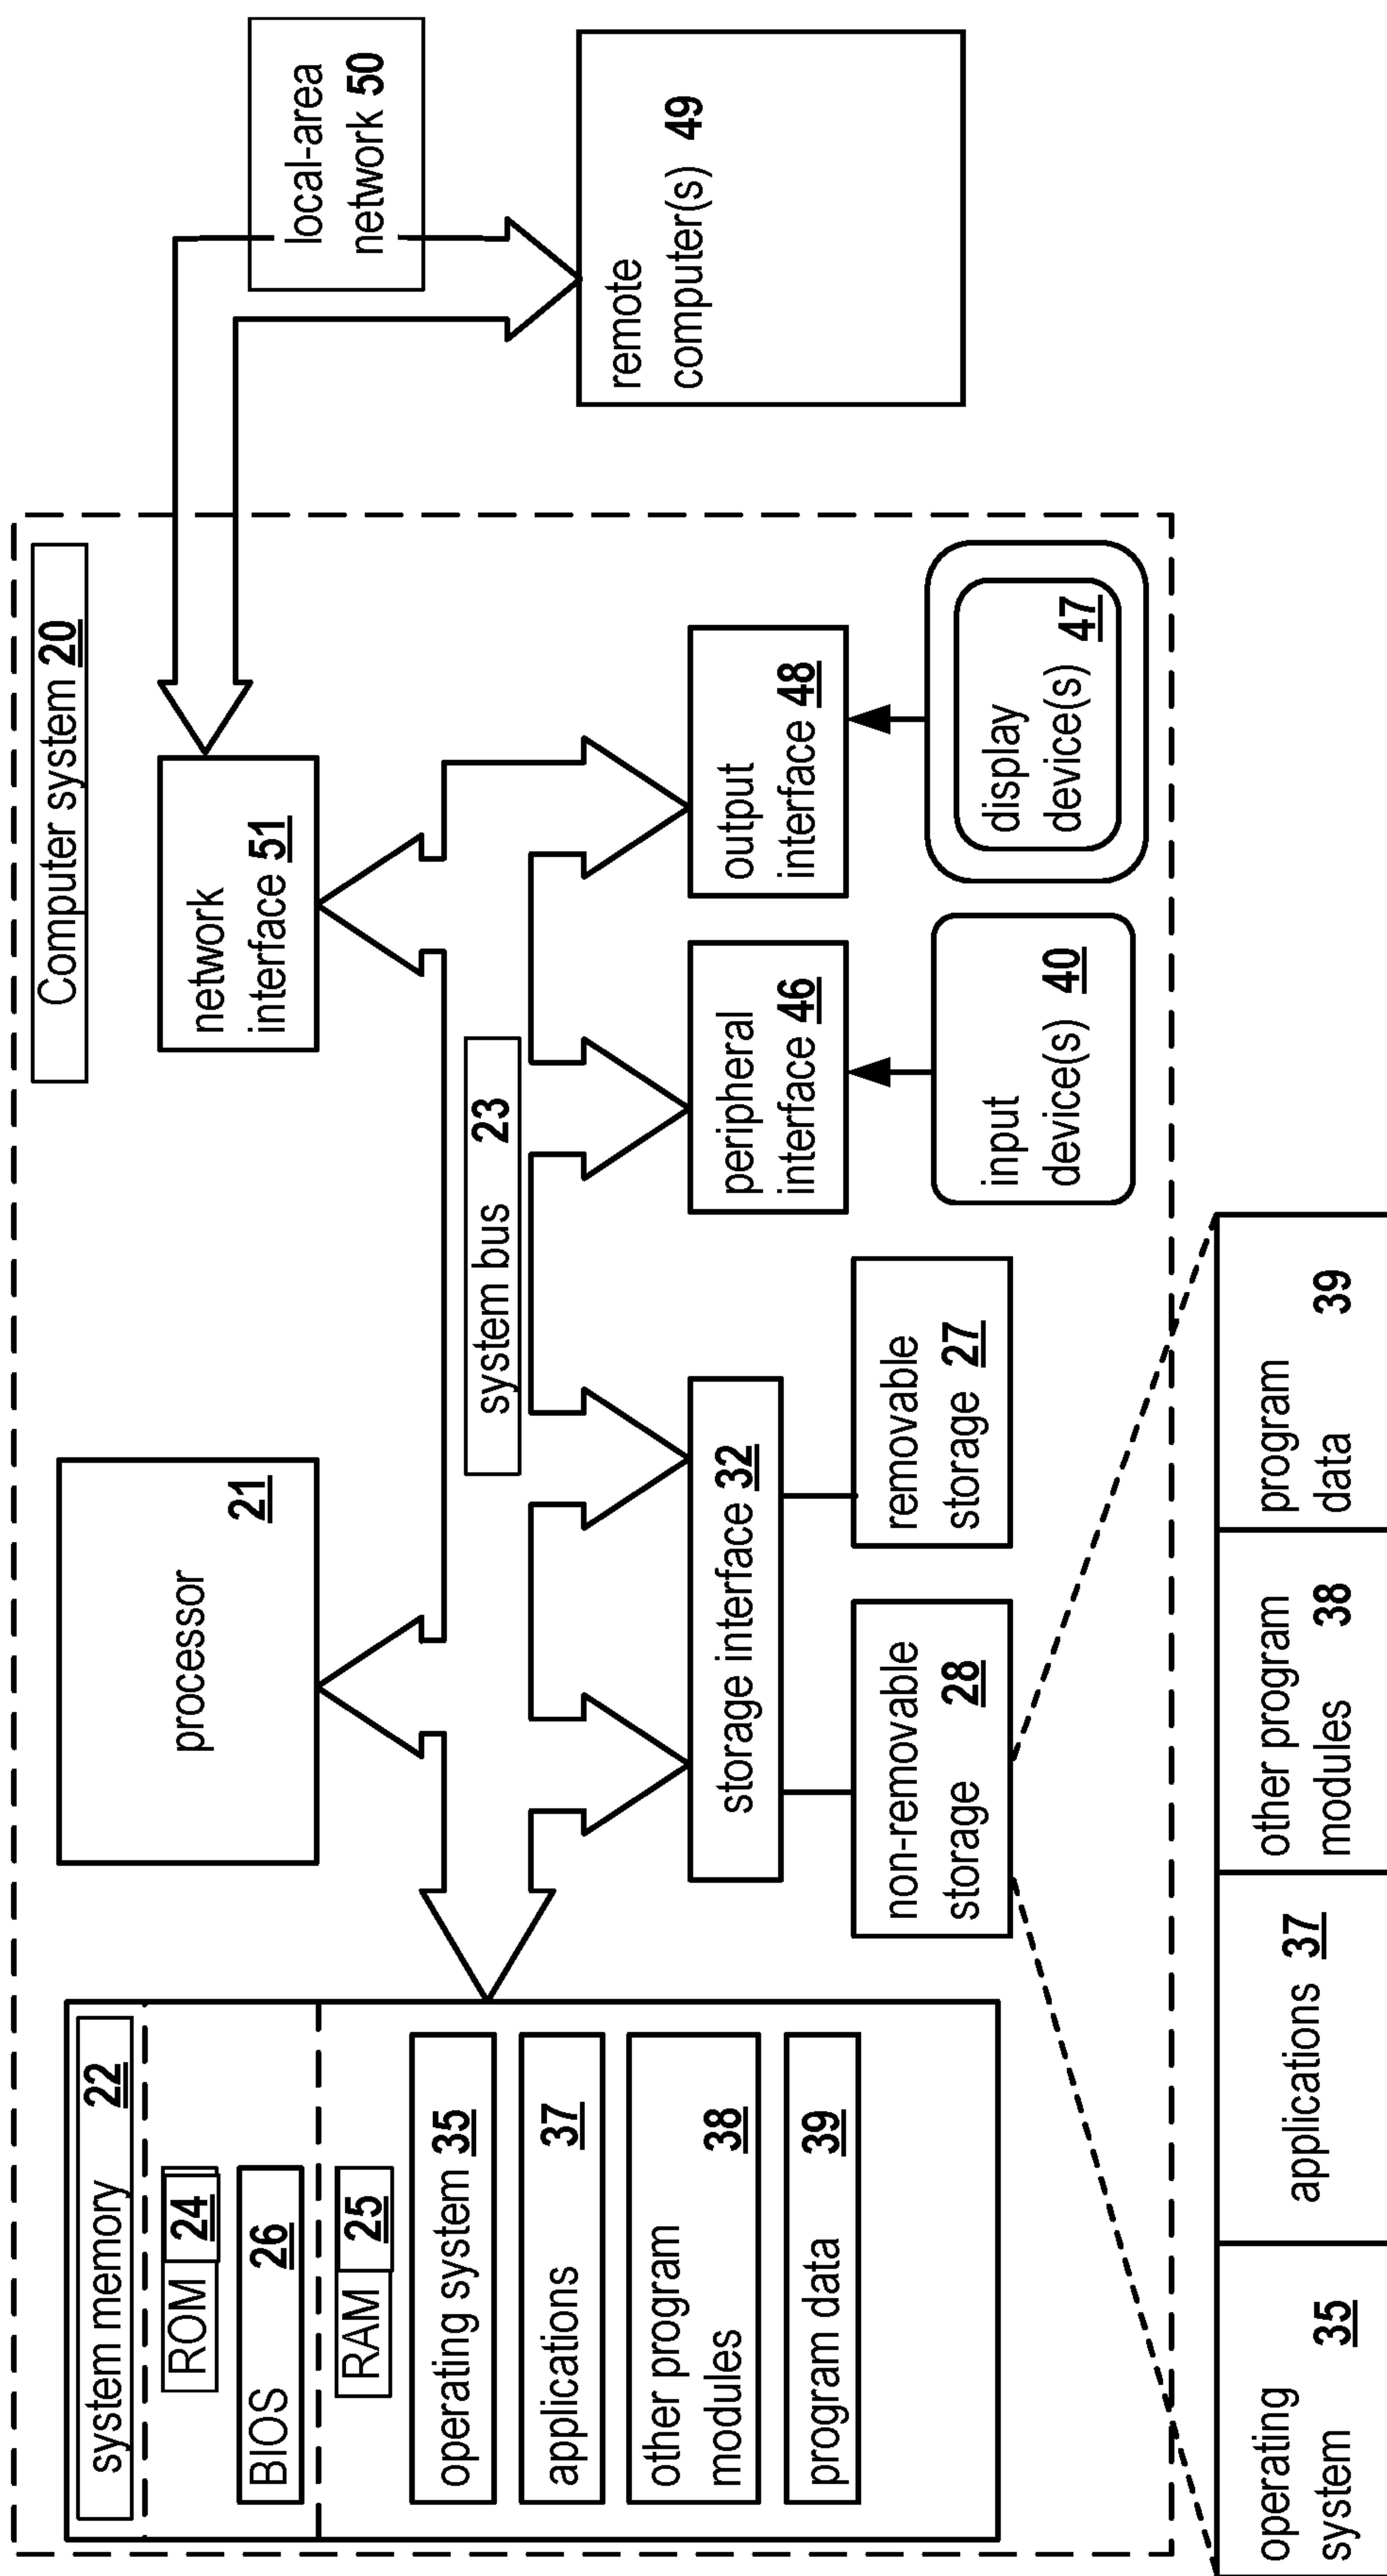 Computer system 20
system memory 22
ROM 24
BIOS 26
RAM 25
operating system 35
applications 37
other program
modules 38
program data 39
processor 21
network
interface 51
local-area
network 50
system bus 23
storage interface 32
peripheral
interface 46
output
interface 48
remote
computer(s) 49
non-removable
storage 28
removable
storage 27
input
device(s) 40
display
device(s) 47
operating
system 35
applications 37
other program
modules 38
program
data 39